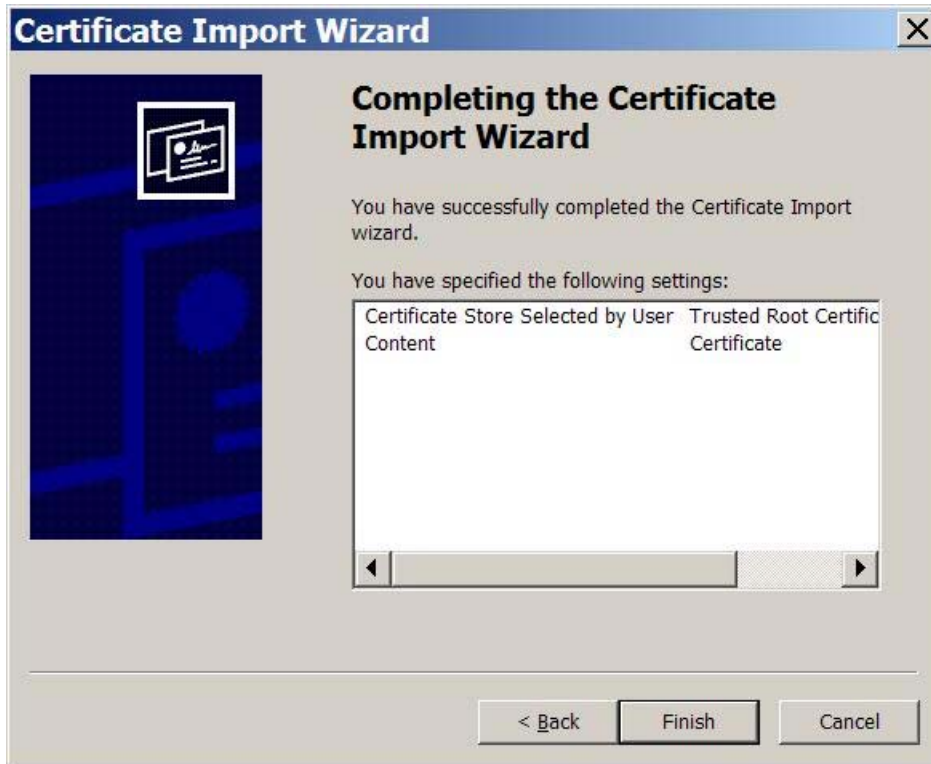 Certificate Import Wizard
Completing the Certificate
Import Wizard
You have successfully completed the Certificate Import
wizard.
You have specified the following settings:
Certificate Store Selected by User Trusted Root Certific
Content Certificate
< Back Finish Cancel